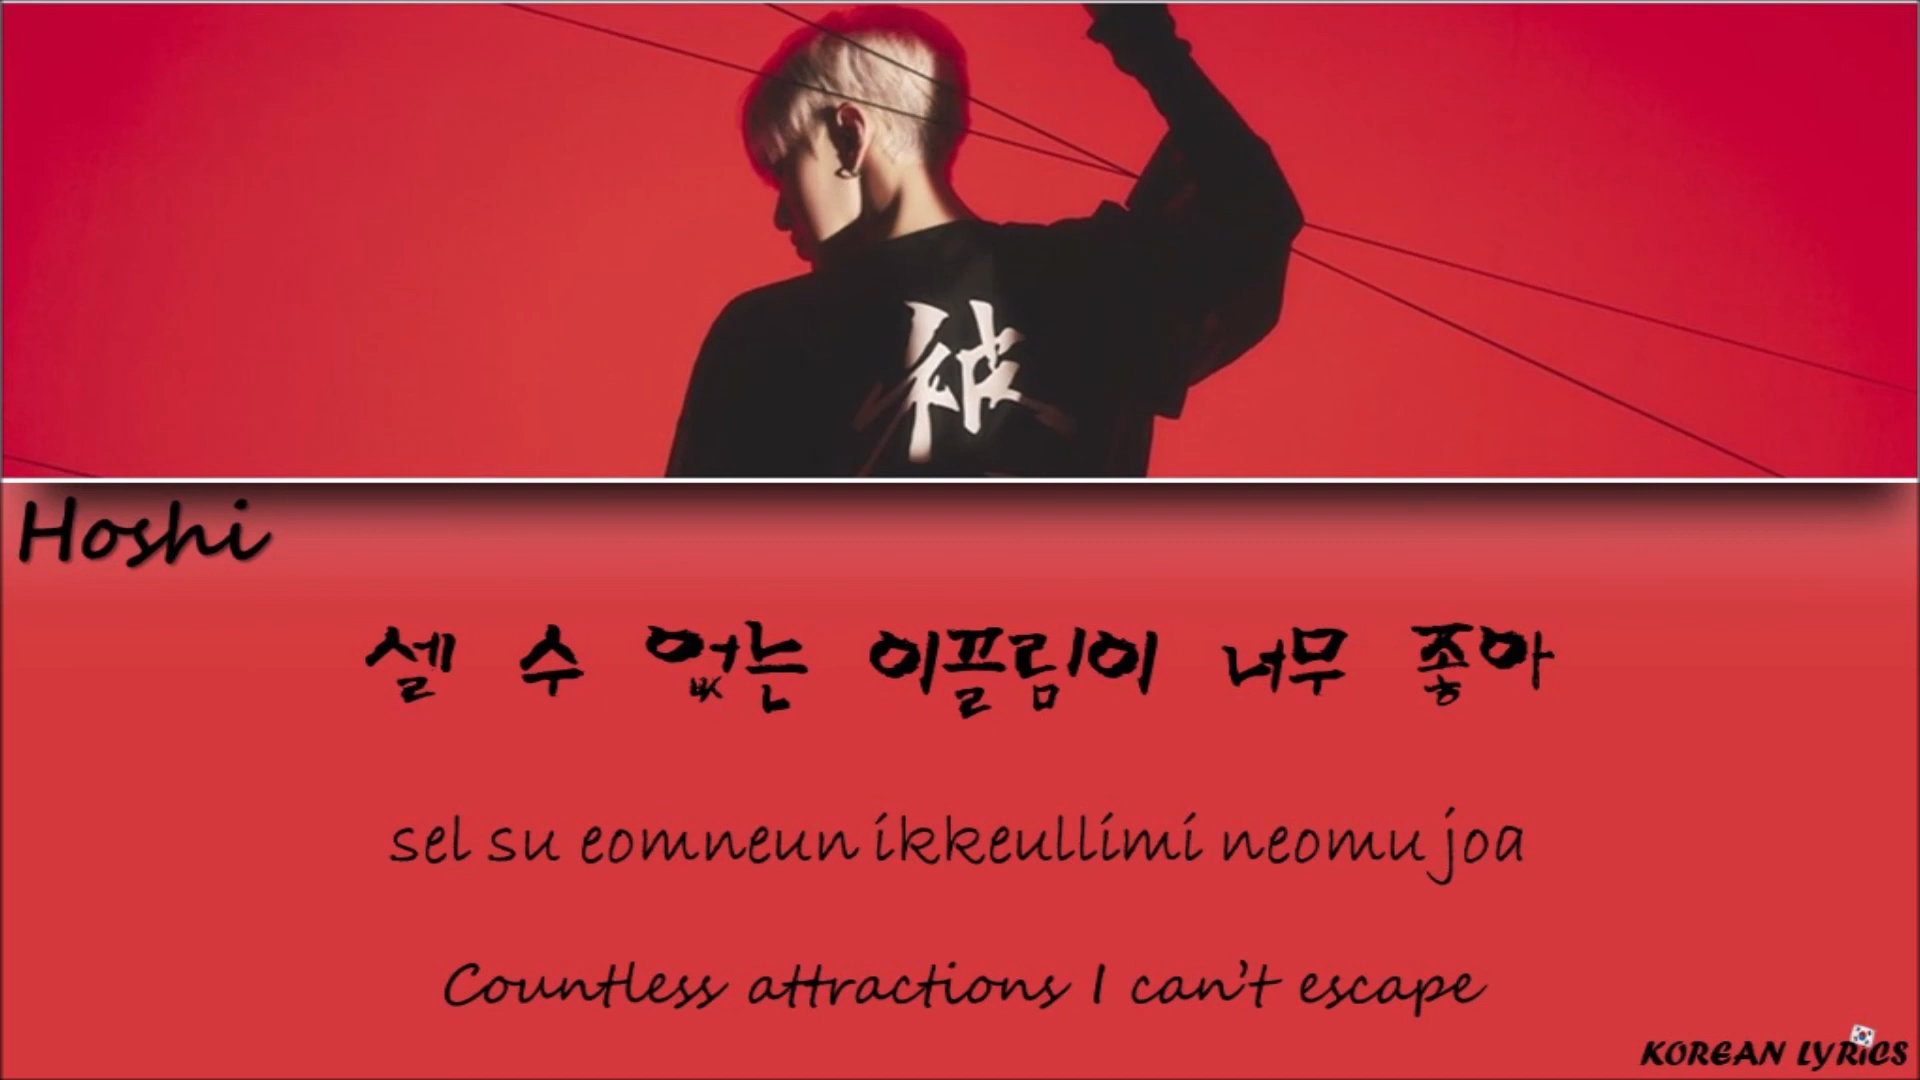 被
Hoshi
셀 수 없는 이끌림이 너무 좋아
sel su eomneun ikkeullimi neomu joa
Countless attractions I can't escape
KOREAN LYRICS